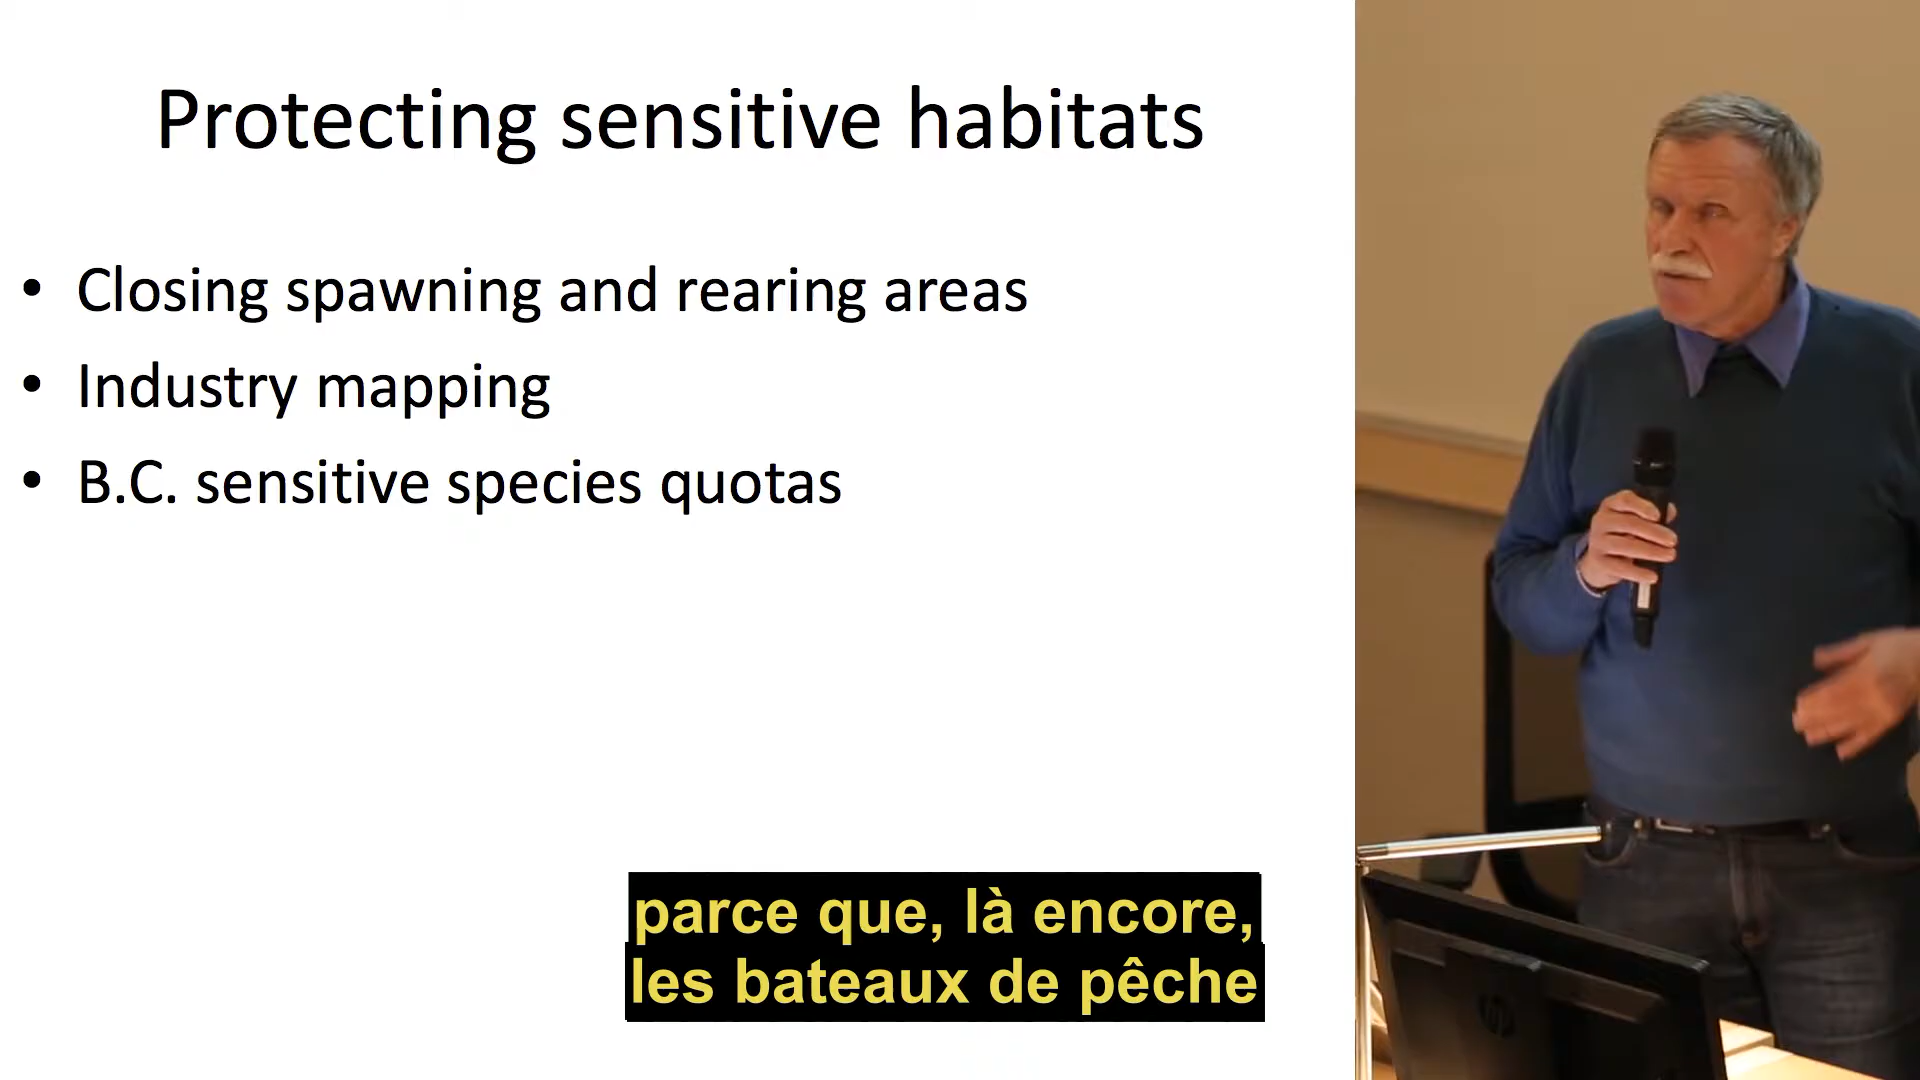 Protecting sensitive habitats
• Closing spawning and rearing areas
• Industry mapping
• B.C. sensitive species quotas
parce que, là encore,
les bateaux de pêche